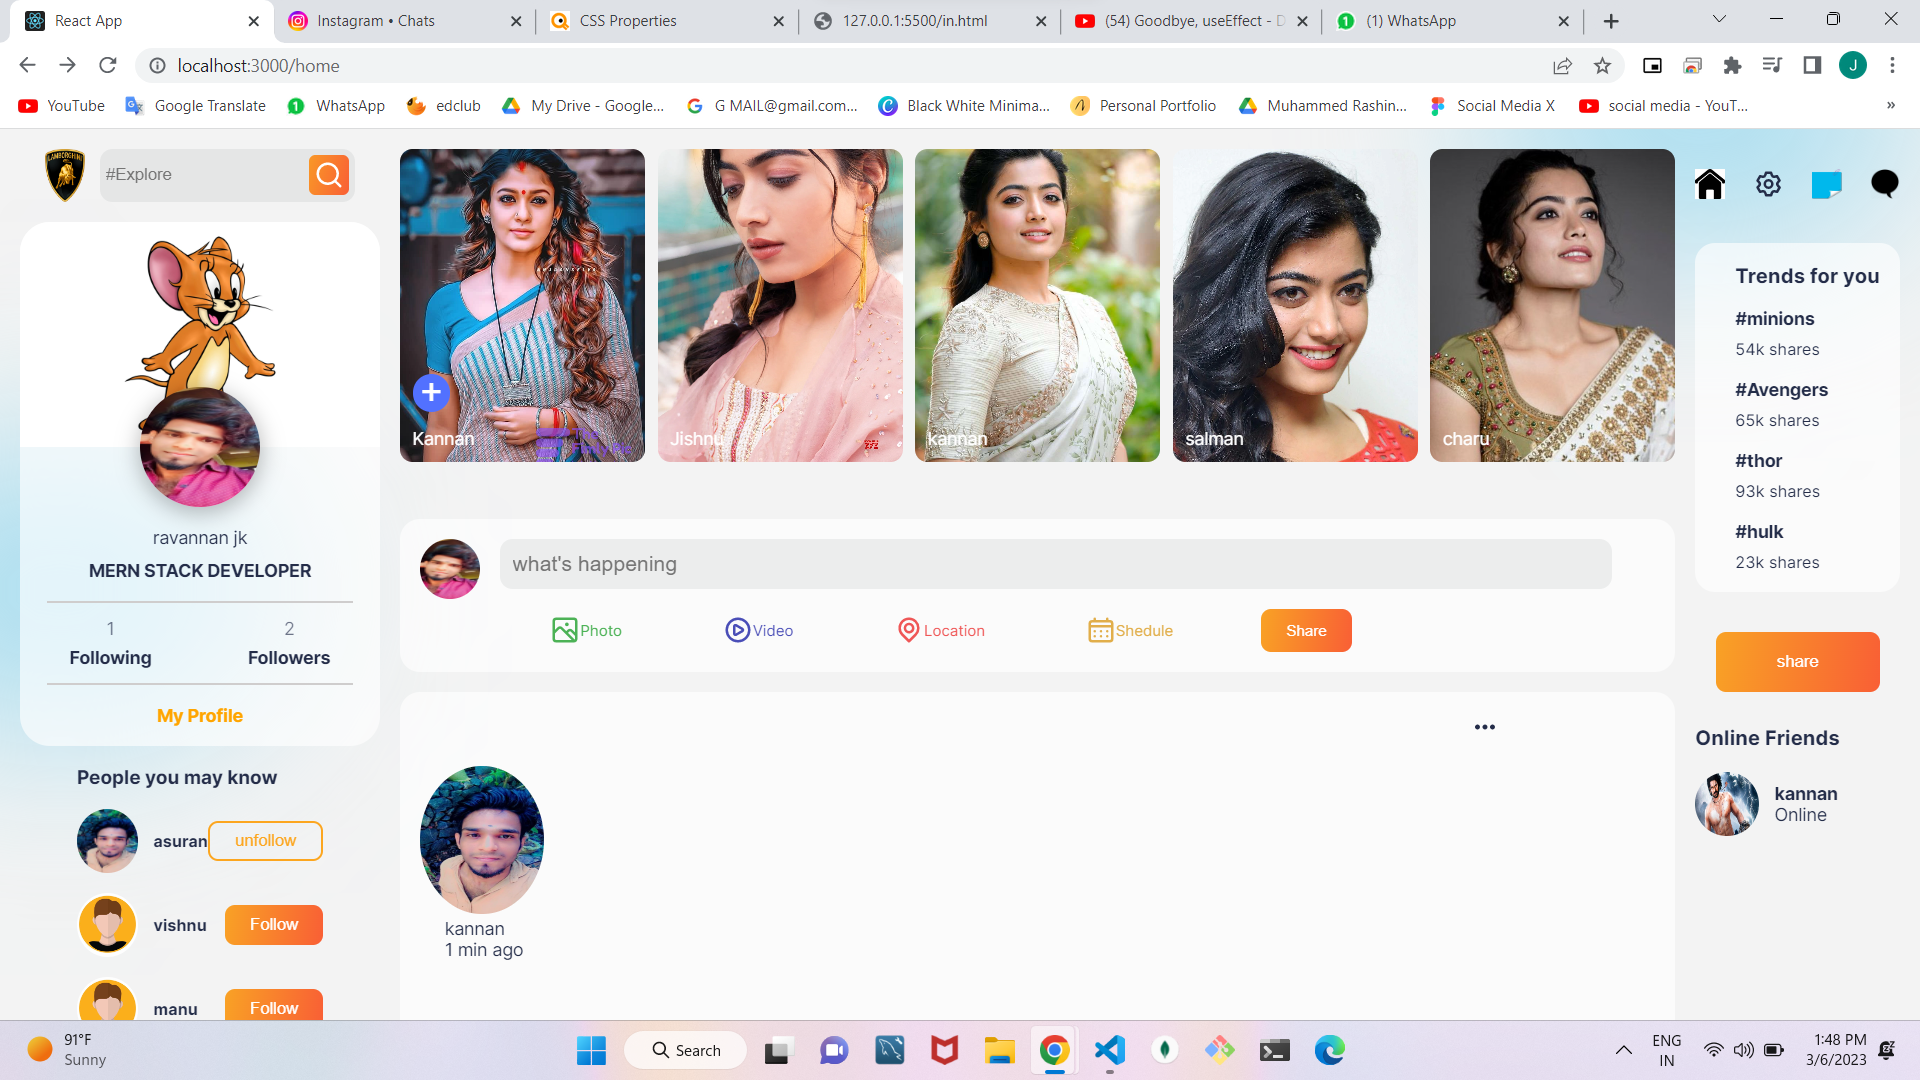 React App
Instagram • Chats
CSS Properties
127.0.0.1:5500/in.html
(54) Goodbye, useEffect - D
(1) WhatsApp
localhost:3000/home
J
YouTube
Google Translate
WhatsApp
edclub
My Drive - Google...
G MAIL@gmail.com...
Black White Minima...
Personal Portfolio
Muhammed Rashin...
Social Media X
social media - YouT...
»
LAMBORGHINI
#Explore
ravannan jk
MERN STACK DEVELOPER
1
2
Following
Followers
My Profile
People you may know
asuran
unfollow
vishnu
Follow
manu
Follow
Kannan
Jishnu
kannan
salman
charu
what's happening
Photo
Video
Location
Shedule
Share
kannan
1 min ago
Trends for you
#minions
54k shares
#Avengers
65k shares
#thor
93k shares
#hulk
23k shares
share
Online Friends
kannan
Online
91°F
Sunny
Search
ENG
IN
1:48 PM
3/6/2023